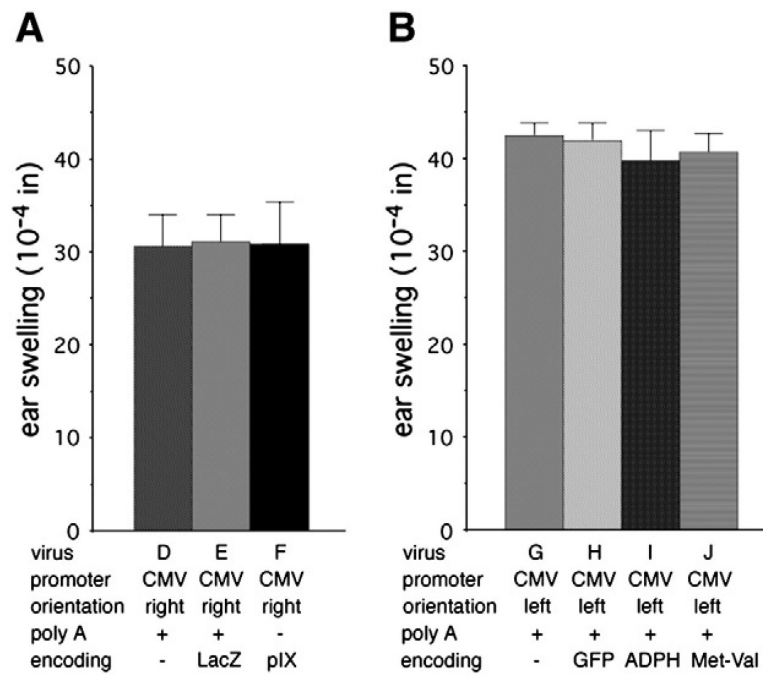 A
50
40
30
20
10
0
ear swelling (10⁻⁴ in)
virus D E F
promoter CMV CMV CMV
orientation right right right
poly A + + -
encoding - LacZ pIX
B
50
40
30
20
10
0
ear swelling (10⁻⁴ in)
virus G H I J
promoter CMV CMV CMV CMV
orientation left left left left
poly A + + + +
encoding - GFP ADPH Met-Val